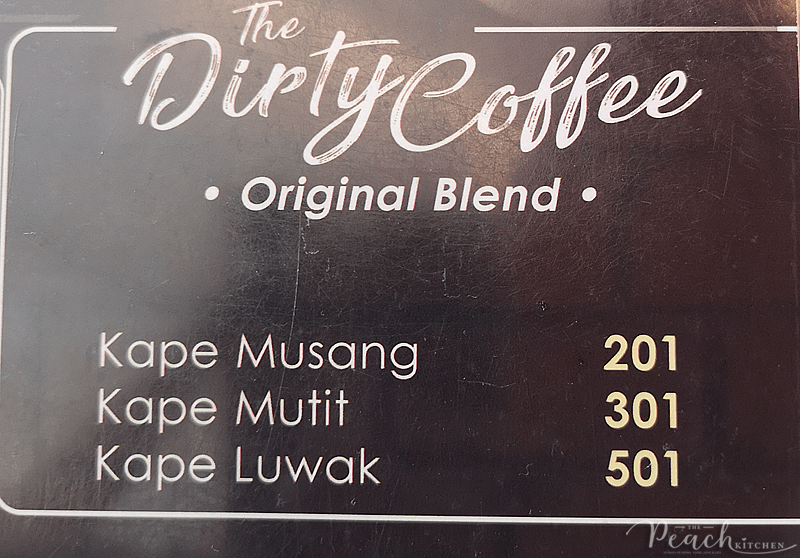 The
Dirty Coffee
• Original Blend •
Kape Musang 201
Kape Mutit 301
Kape Luwak 501
THE
Peach KITCHEN